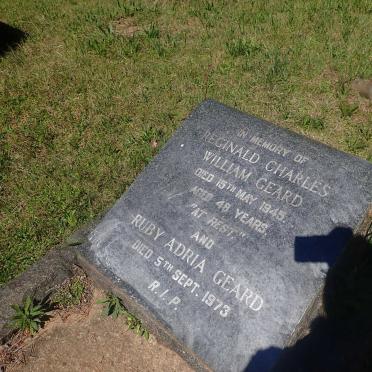 IN MEMORY OF
REGINALD CHARLES
WILLIAM GEARD
DIED 15TH MAY 1945.
AGED 48 YEARS.
"AT REST"
AND
RUBY ADRIA GEARD
DIED 5TH SEPT. 1973
R.I.P.